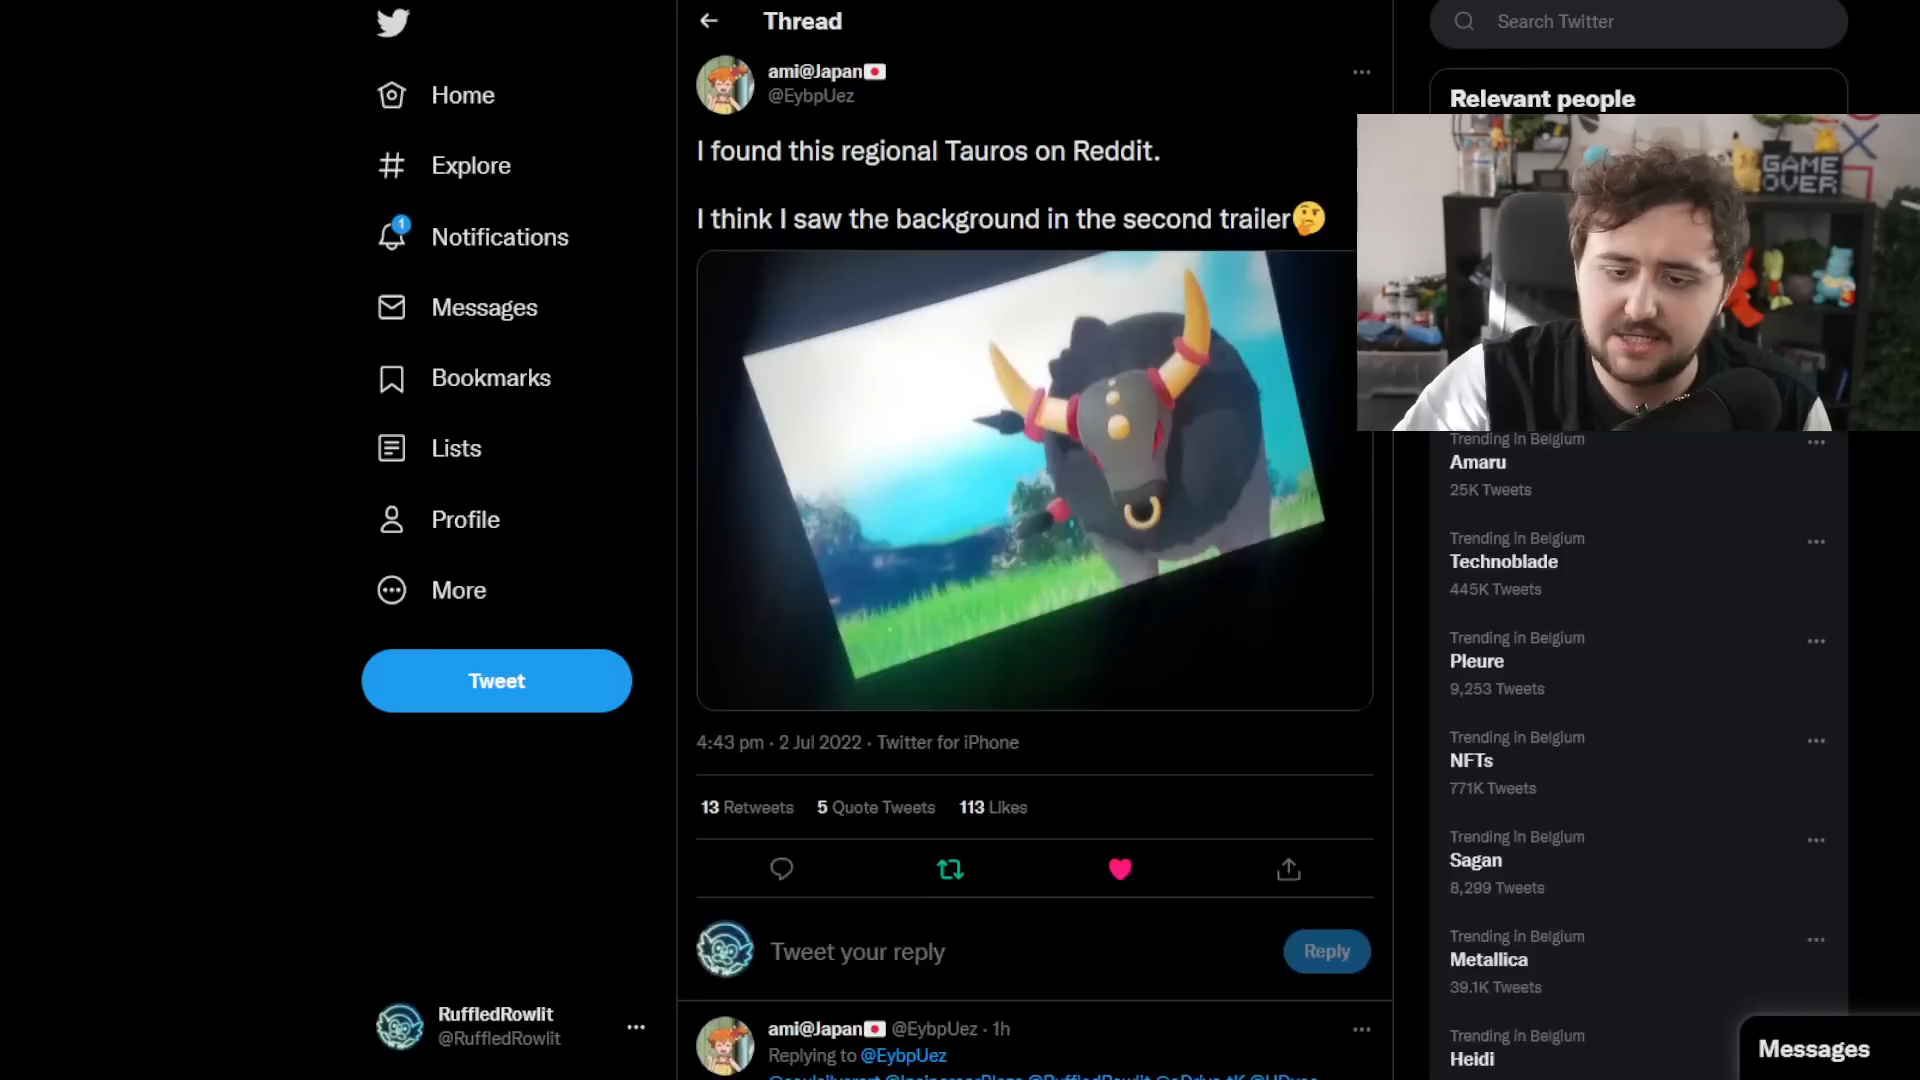 Thread
Search Twitter
ami@Japan🇯🇵
@EybpUez
Home
Explore
1
Notifications
Messages
Bookmarks
Lists
Profile
More
Tweet
I found this regional Tauros on Reddit.
I think I saw the background in the second trailer🤔
4:43 pm · 2 Jul 2022 · Twitter for iPhone
13 Retweets 5 Quote Tweets 113 Likes
Tweet your reply
Reply
ami@Japan🇯🇵 @EybpUez · 1h
Replying to @EybpUez
RuffledRowlit
@RuffledRowlit
Relevant people
GAME
OVER
Trending in Belgium
Amaru
25K Tweets
Trending in Belgium
Technoblade
445K Tweets
Trending in Belgium
Pleure
9,253 Tweets
Trending in Belgium
NFTs
771K Tweets
Trending in Belgium
Sagan
8,299 Tweets
Trending in Belgium
Metallica
39.1K Tweets
Trending in Belgium
Heidi
Messages